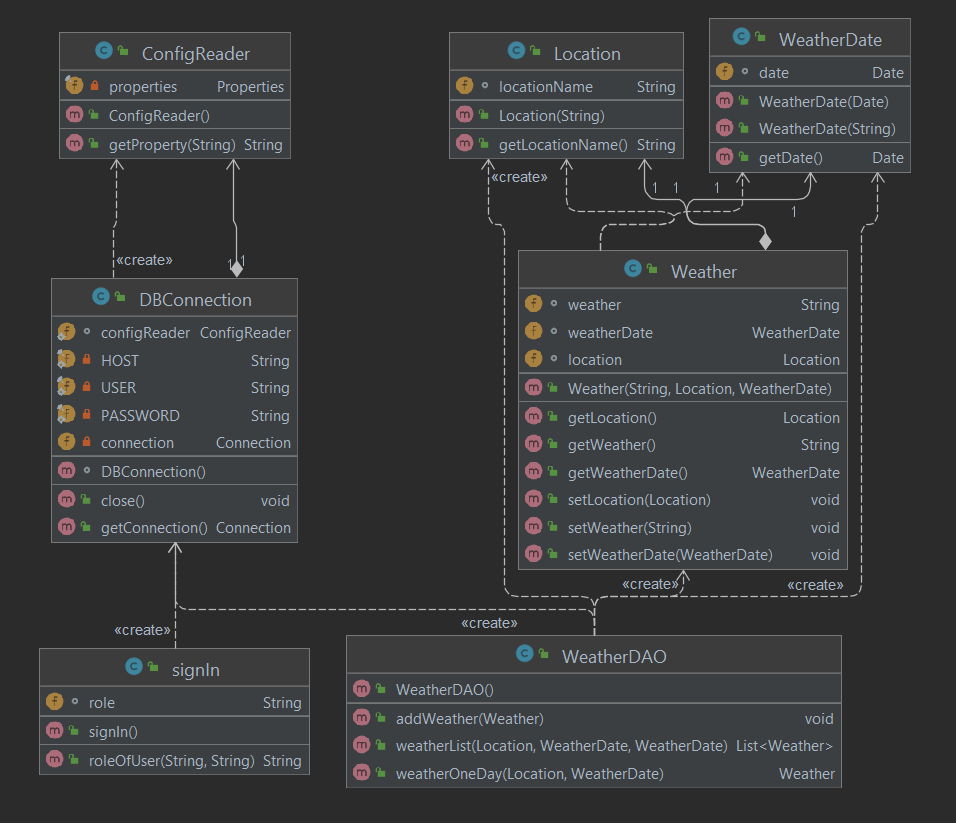 ConfigReader
properties Properties
ConfigReader()
getProperty(String) String
Location
locationName String
Location(String)
getLocationName() String
WeatherDate
date Date
WeatherDate(Date)
WeatherDate(String)
getDate() Date
«create»
1 1 1
1
«create»
1 1
DBConnection
configReader ConfigReader
HOST String
USER String
PASSWORD String
connection Connection
DBConnection()
close() void
getConnection() Connection
Weather
weather String
weatherDate WeatherDate
location Location
Weather(String, Location, WeatherDate)
getLocation() Location
getWeather() String
getWeatherDate() WeatherDate
setLocation(Location) void
setWeather(String) void
setWeatherDate(WeatherDate) void
«create» «create»
«create» «create»
signIn
role String
signIn()
roleOfUser(String, String) String
WeatherDAO
WeatherDAO()
addWeather(Weather) void
weatherList(Location, WeatherDate, WeatherDate) List<Weather>
weatherOneDay(Location, WeatherDate) Weather